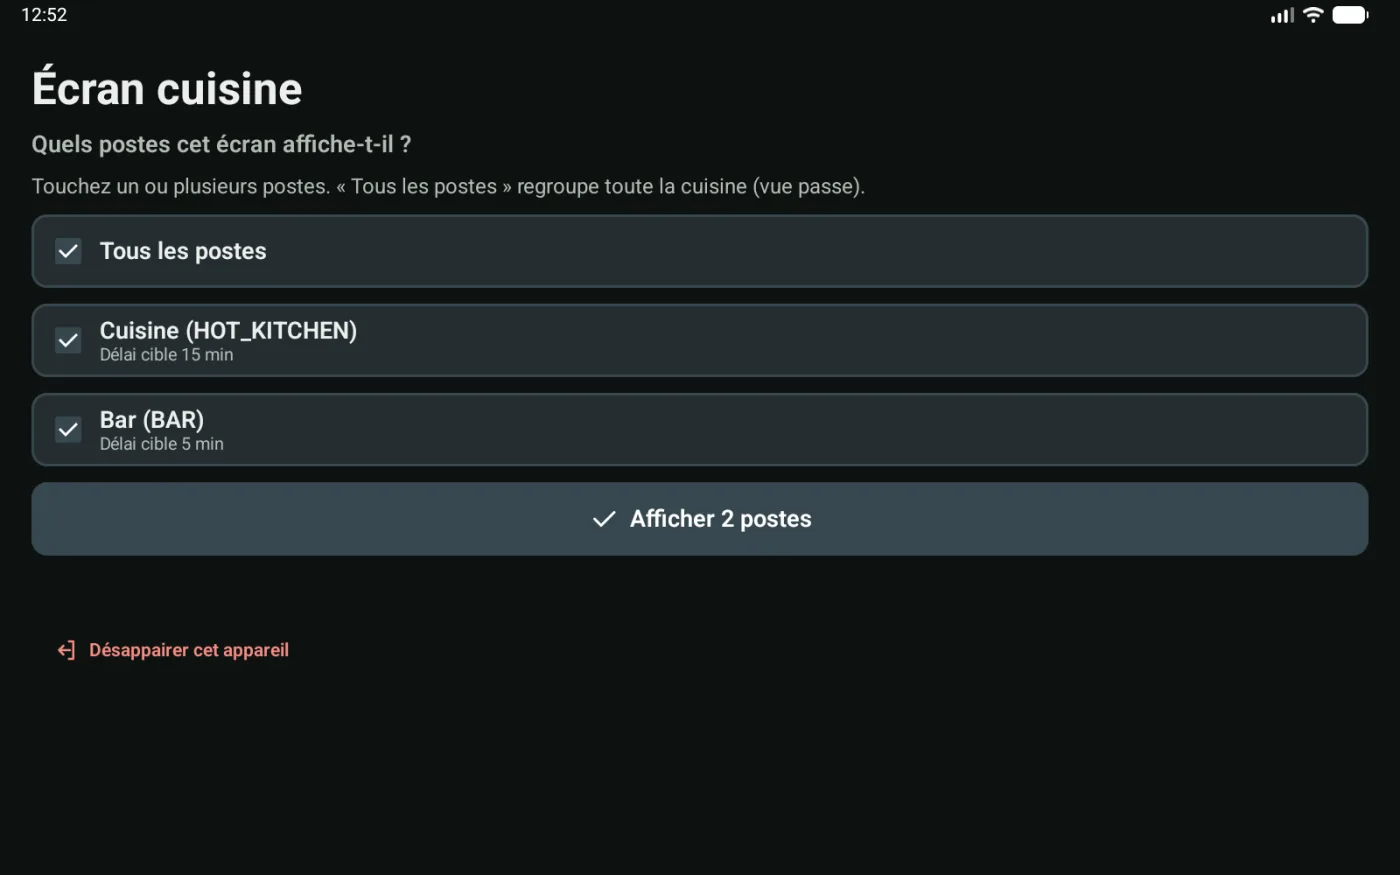 12:52
Écran cuisine
Quels postes cet écran affiche-t-il ?
Touchez un ou plusieurs postes. « Tous les postes » regroupe toute la cuisine (vue passe).
Tous les postes
Cuisine (HOT_KITCHEN)
Délai cible 15 min
Bar (BAR)
Délai cible 5 min
Afficher 2 postes
Désappairer cet appareil